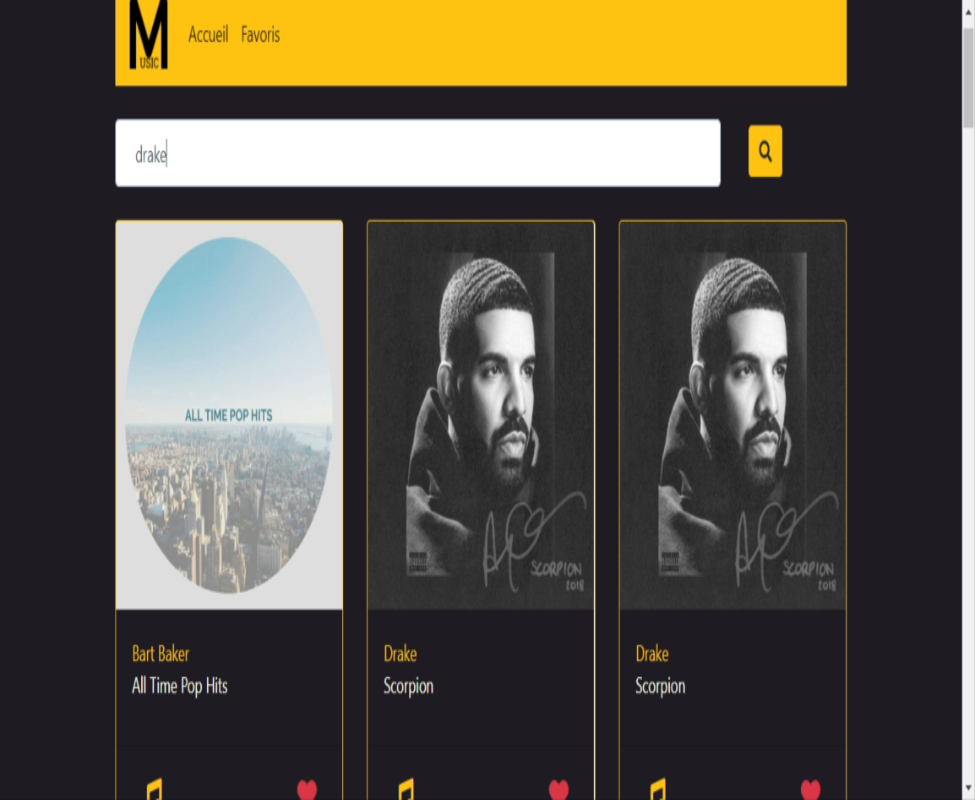 M
USIC
Accueil Favoris
drake
ALL TIME POP HITS
SCORPION
2018
SCORPION
2018
Bart Baker
All Time Pop Hits
Drake
Scorpion
Drake
Scorpion